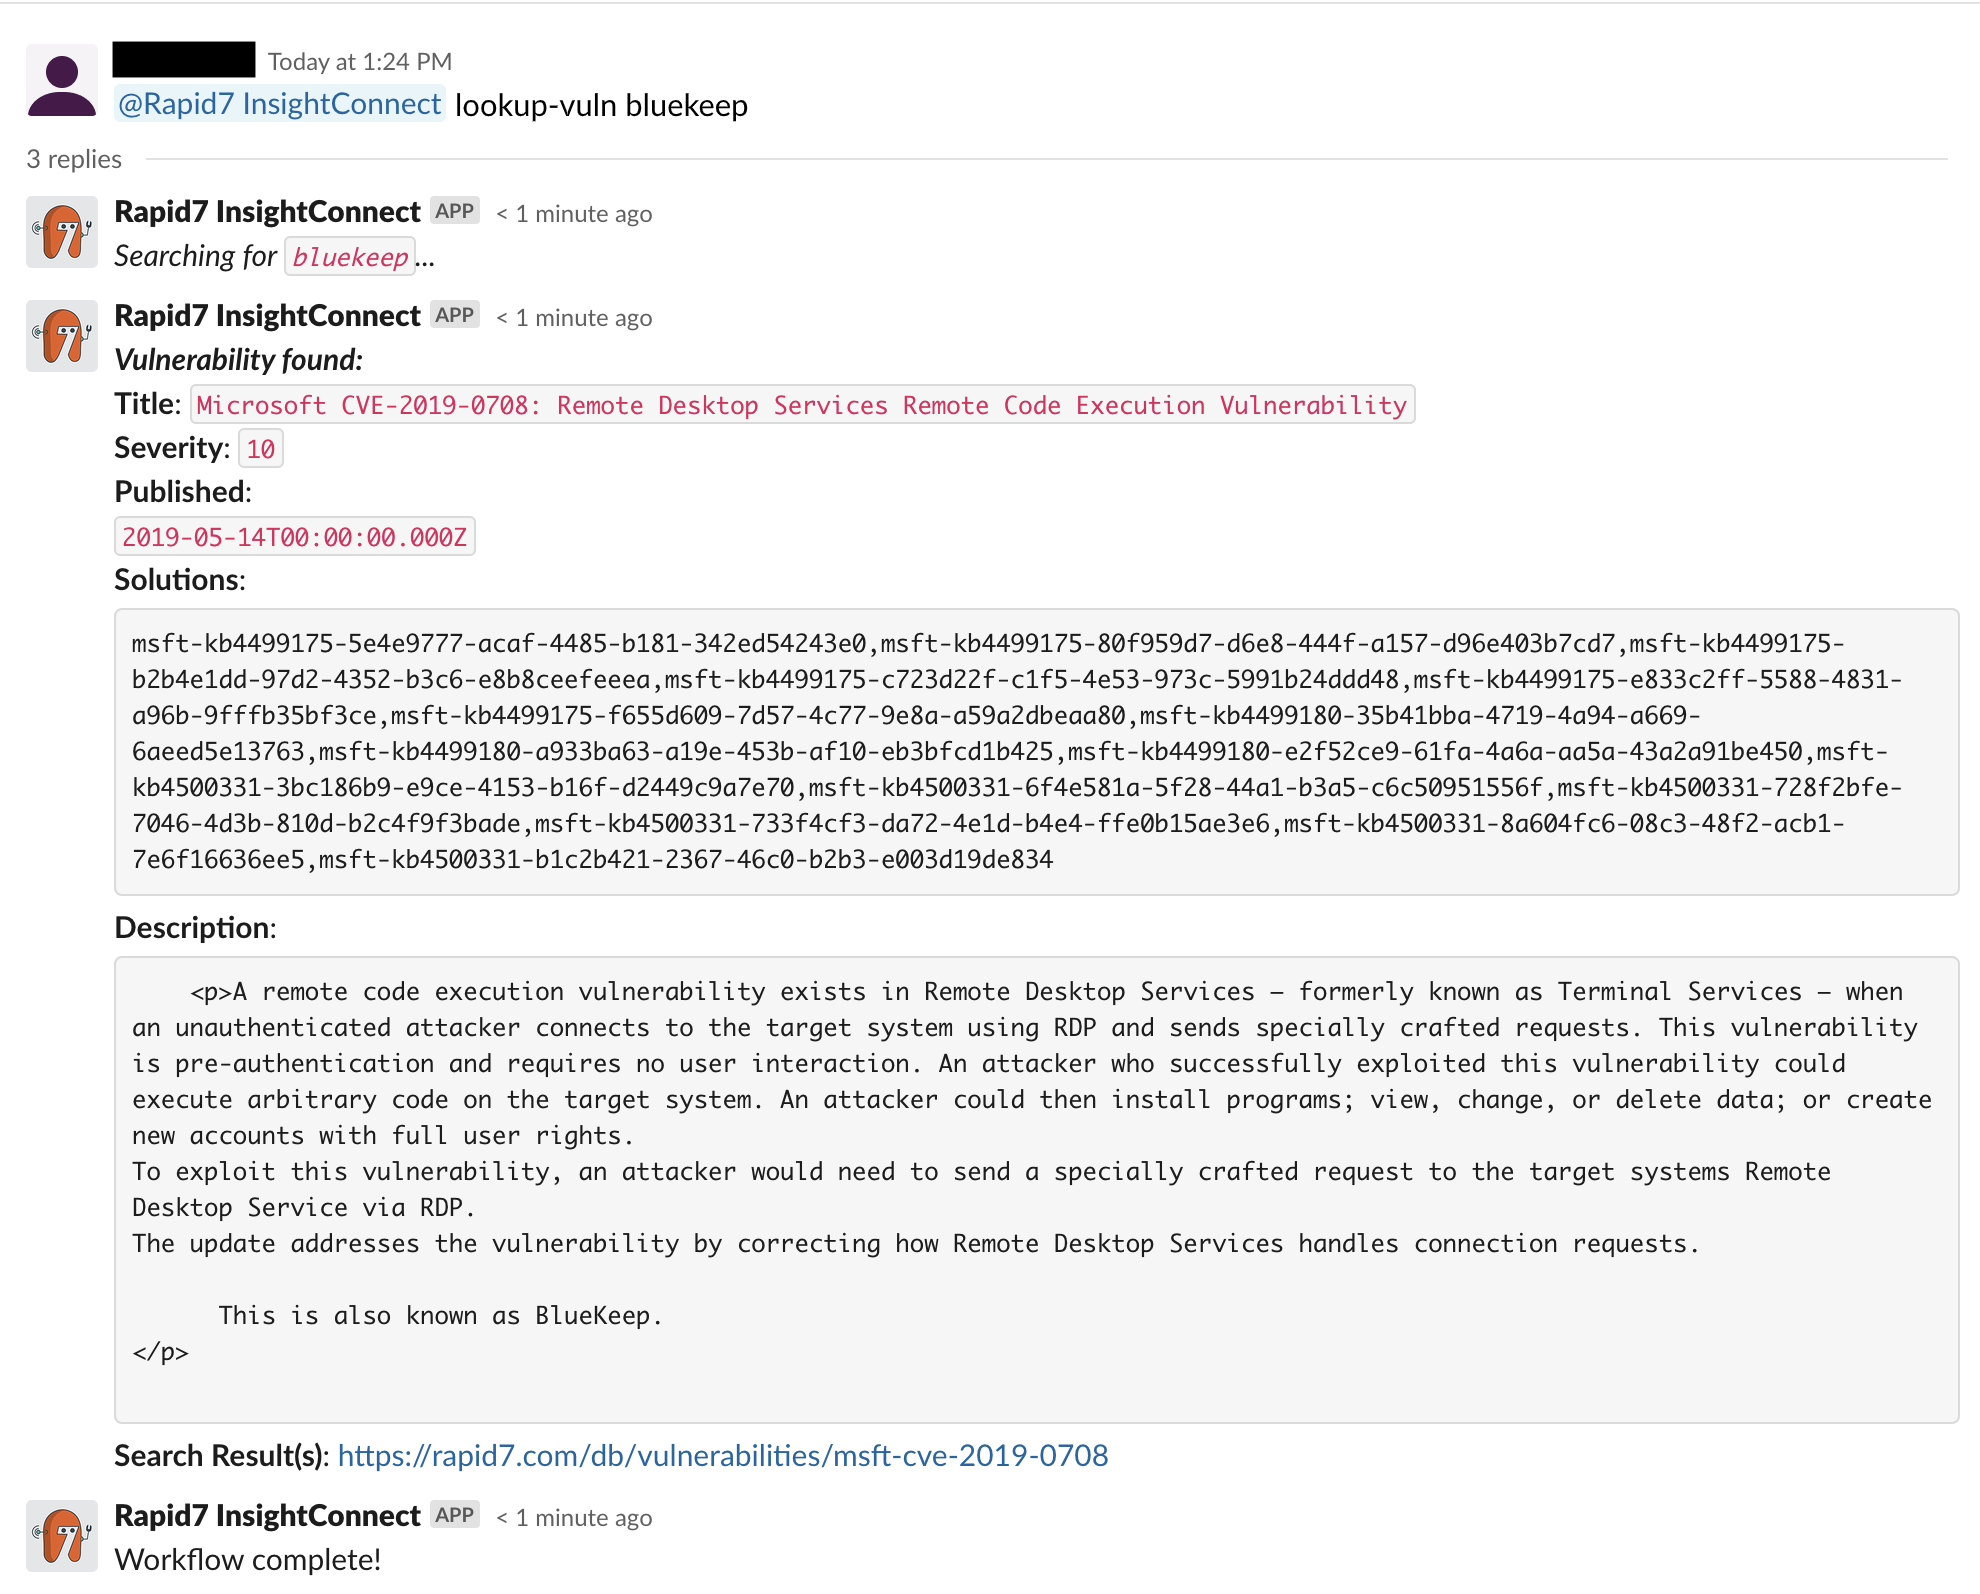 Today at 1:24 PM
@Rapid7 InsightConnect lookup-vuln bluekeep
3 replies
Rapid7 InsightConnect APP < 1 minute ago
Searching for bluekeep...
Rapid7 InsightConnect APP < 1 minute ago
Vulnerability found:
Title: Microsoft CVE-2019-0708: Remote Desktop Services Remote Code Execution Vulnerability
Severity: 10
Published:
2019-05-14T00:00:00.000Z
Solutions:
msft-kb4499175-5e4e9777-acaf-4485-b181-342ed54243e0,msft-kb4499175-80f959d7-d6e8-444f-a157-d96e403b7cd7,msft-kb4499175-
b2b4e1dd-97d2-4352-b3c6-e8b8ceefeeea,msft-kb4499175-c723d22f-c1f5-4e53-973c-5991b24ddd48,msft-kb4499175-e833c2ff-5588-4831-
a96b-9fffb35bf3ce,msft-kb4499175-f655d609-7d57-4c77-9e8a-a59a2dbeaa80,msft-kb4499180-35b41bba-4719-4a94-a669-
6aeed5e13763,msft-kb4499180-a933ba63-a19e-453b-af10-eb3bfcd1b425,msft-kb4499180-e2f52ce9-61fa-4a6a-aa5a-43a2a91be450,msft-
kb4500331-3bc186b9-e9ce-4153-b16f-d2449c9a7e70,msft-kb4500331-6f4e581a-5f28-44a1-b3a5-c6c50951556f,msft-kb4500331-728f2bfe-
7046-4d3b-810d-b2c4f9f3bade,msft-kb4500331-733f4cf3-da72-4e1d-b4e4-ffe0b15ae3e6,msft-kb4500331-8a604fc6-08c3-48f2-acb1-
7e6f16636ee5,msft-kb4500331-b1c2b421-2367-46c0-b2b3-e003d19de834
Description:
<p>A remote code execution vulnerability exists in Remote Desktop Services – formerly known as Terminal Services – when
an unauthenticated attacker connects to the target system using RDP and sends specially crafted requests. This vulnerability
is pre-authentication and requires no user interaction. An attacker who successfully exploited this vulnerability could
execute arbitrary code on the target system. An attacker could then install programs; view, change, or delete data; or create
new accounts with full user rights.
To exploit this vulnerability, an attacker would need to send a specially crafted request to the target systems Remote
Desktop Service via RDP.
The update addresses the vulnerability by correcting how Remote Desktop Services handles connection requests.
This is also known as BlueKeep.
</p>
Search Result(s): https://rapid7.com/db/vulnerabilities/msft-cve-2019-0708
Rapid7 InsightConnect APP < 1 minute ago
Workflow complete!